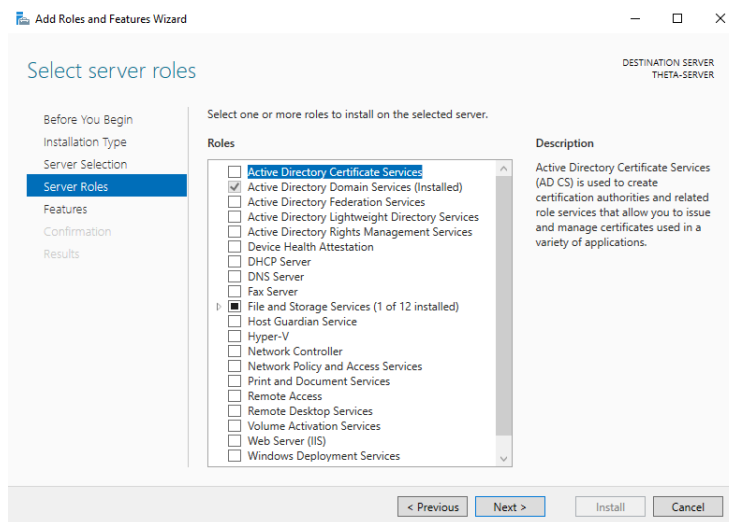 Add Roles and Features Wizard
Select server roles
DESTINATION SERVER
THETA-SERVER
Before You Begin
Installation Type
Server Selection
Server Roles
Features
Confirmation
Results
Select one or more roles to install on the selected server.
Roles
Active Directory Certificate Services
Active Directory Domain Services (Installed)
Active Directory Federation Services
Active Directory Lightweight Directory Services
Active Directory Rights Management Services
Device Health Attestation
DHCP Server
DNS Server
Fax Server
File and Storage Services (1 of 12 installed)
Host Guardian Service
Hyper-V
Network Controller
Network Policy and Access Services
Print and Document Services
Remote Access
Remote Desktop Services
Volume Activation Services
Web Server (IIS)
Windows Deployment Services
Description
Active Directory Certificate Services
(AD CS) is used to create
certification authorities and related
role services that allow you to issue
and manage certificates used in a
variety of applications.
< Previous
Next >
Install
Cancel